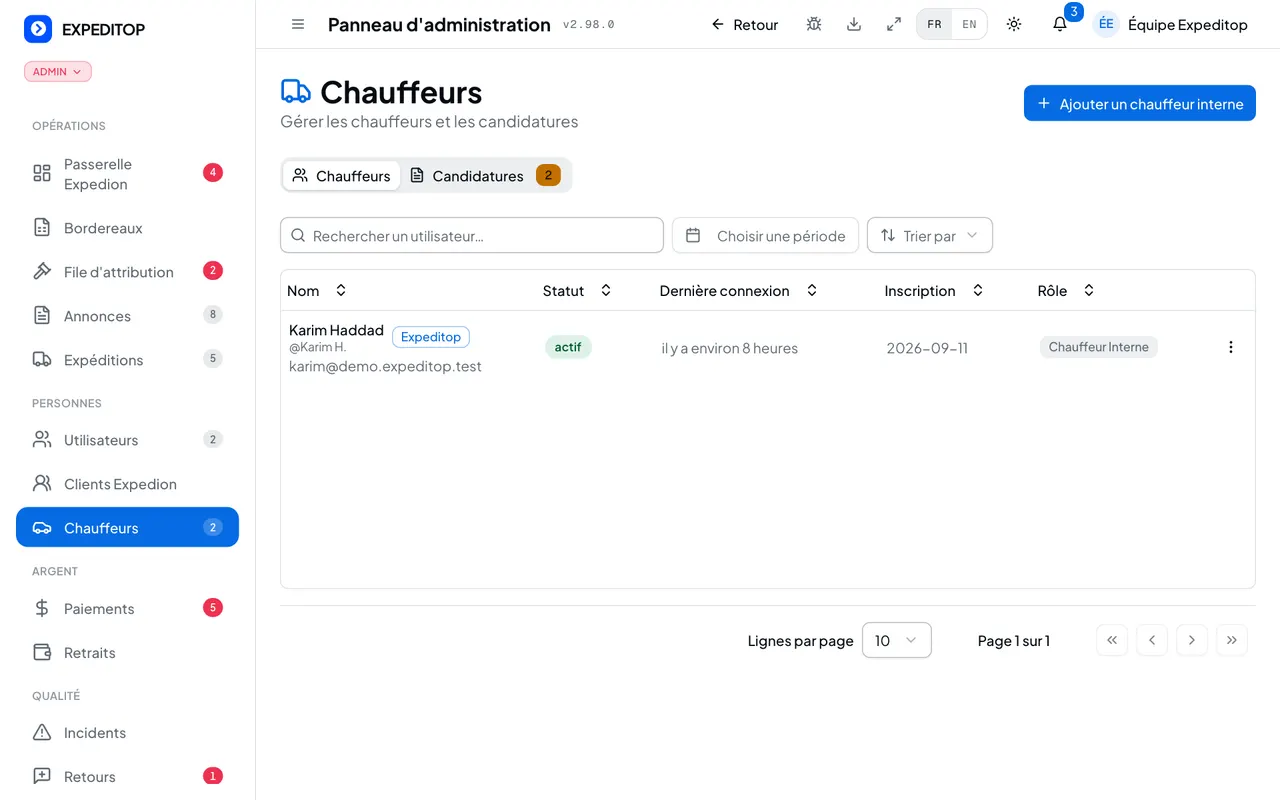 EXPEDITOP
ADMIN
OPÉRATIONS
Passerelle
Expedion
4
Bordereaux
File d'attribution
2
Annonces
8
Expéditions
5
PERSONNES
Utilisateurs
2
Clients Expedion
Chauffeurs
2
ARGENT
Paiements
5
Retraits
QUALITÉ
Incidents
Retours
1
Panneau d'administration v2.98.0
Retour
FR EN
3
ÉE Équipe Expeditop
Chauffeurs
Gérer les chauffeurs et les candidatures
Ajouter un chauffeur interne
Chauffeurs Candidatures 2
Rechercher un utilisateur...
Choisir une période
Trier par
Nom Statut Dernière connexion Inscription Rôle
Karim Haddad Expeditop
@Karim H.
karim@demo.expeditop.test
actif
il y a environ 8 heures
2026-09-11
Chauffeur Interne
Lignes par page 10 Page 1 sur 1